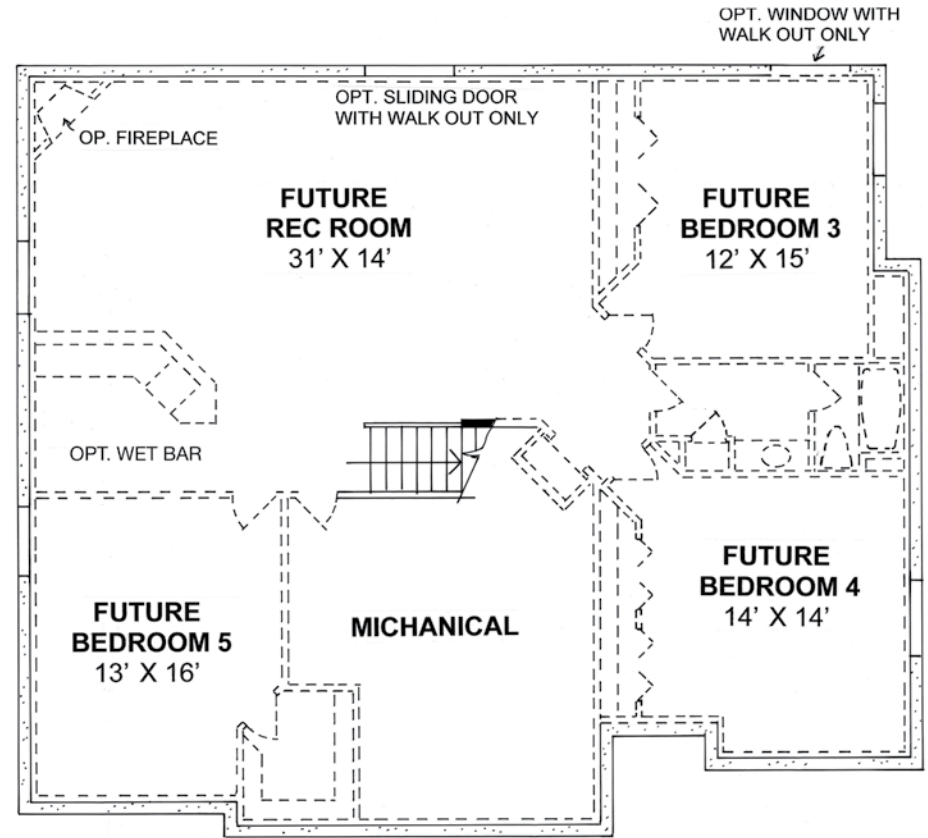 OPT. WINDOW WITH
WALK OUT ONLY
OPT. SLIDING DOOR
WITH WALK OUT ONLY
OP. FIREPLACE
FUTURE
REC ROOM
31' X 14'
FUTURE
BEDROOM 3
12' X 15'
OPT. WET BAR
FUTURE
BEDROOM 4
14' X 14'
FUTURE
BEDROOM 5
13' X 16'
MICHANICAL